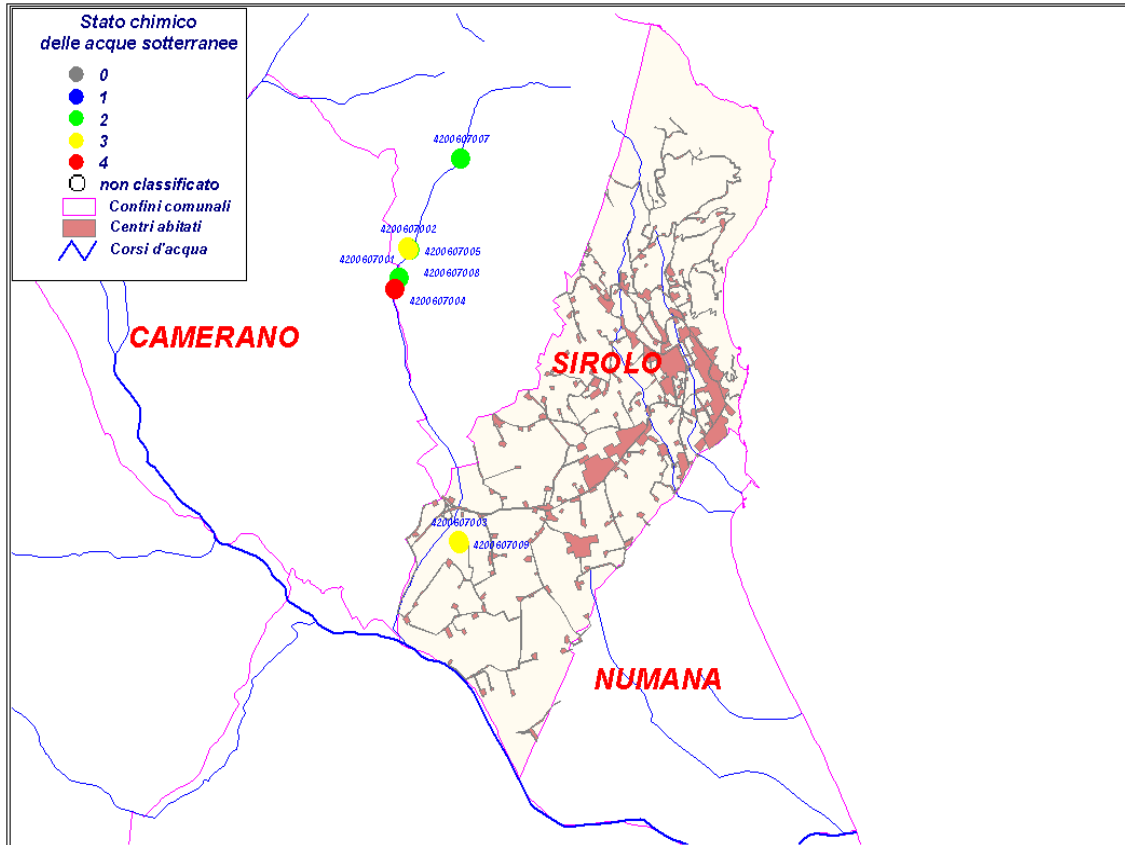 Stato chimico
delle acque sotterranee
0
1
2
3
4
non classificato
Confini comunali
Centri abitati
Corsi d'acqua
4200607007
4200607002
4200607005
4200607001
4200607008
4200607004
CAMERANO
SIROLO
4200607003
4200607009
NUMANA